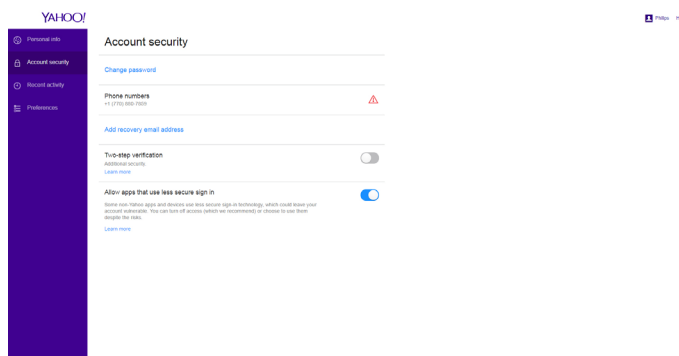 YAHOO!
Philips
Personal info
Account security
Recent activity
Preferences
Account security
Change password
Phone numbers
+1 (770)
Add recovery email address
Two-step verification
Additional security.
Learn more
Allow apps that use less secure sign in
Some non-Yahoo apps and devices use less secure sign-in technology, which could leave your
account vulnerable. You can turn off access (which we recommend) or choose to use them
despite the risks.
Learn more